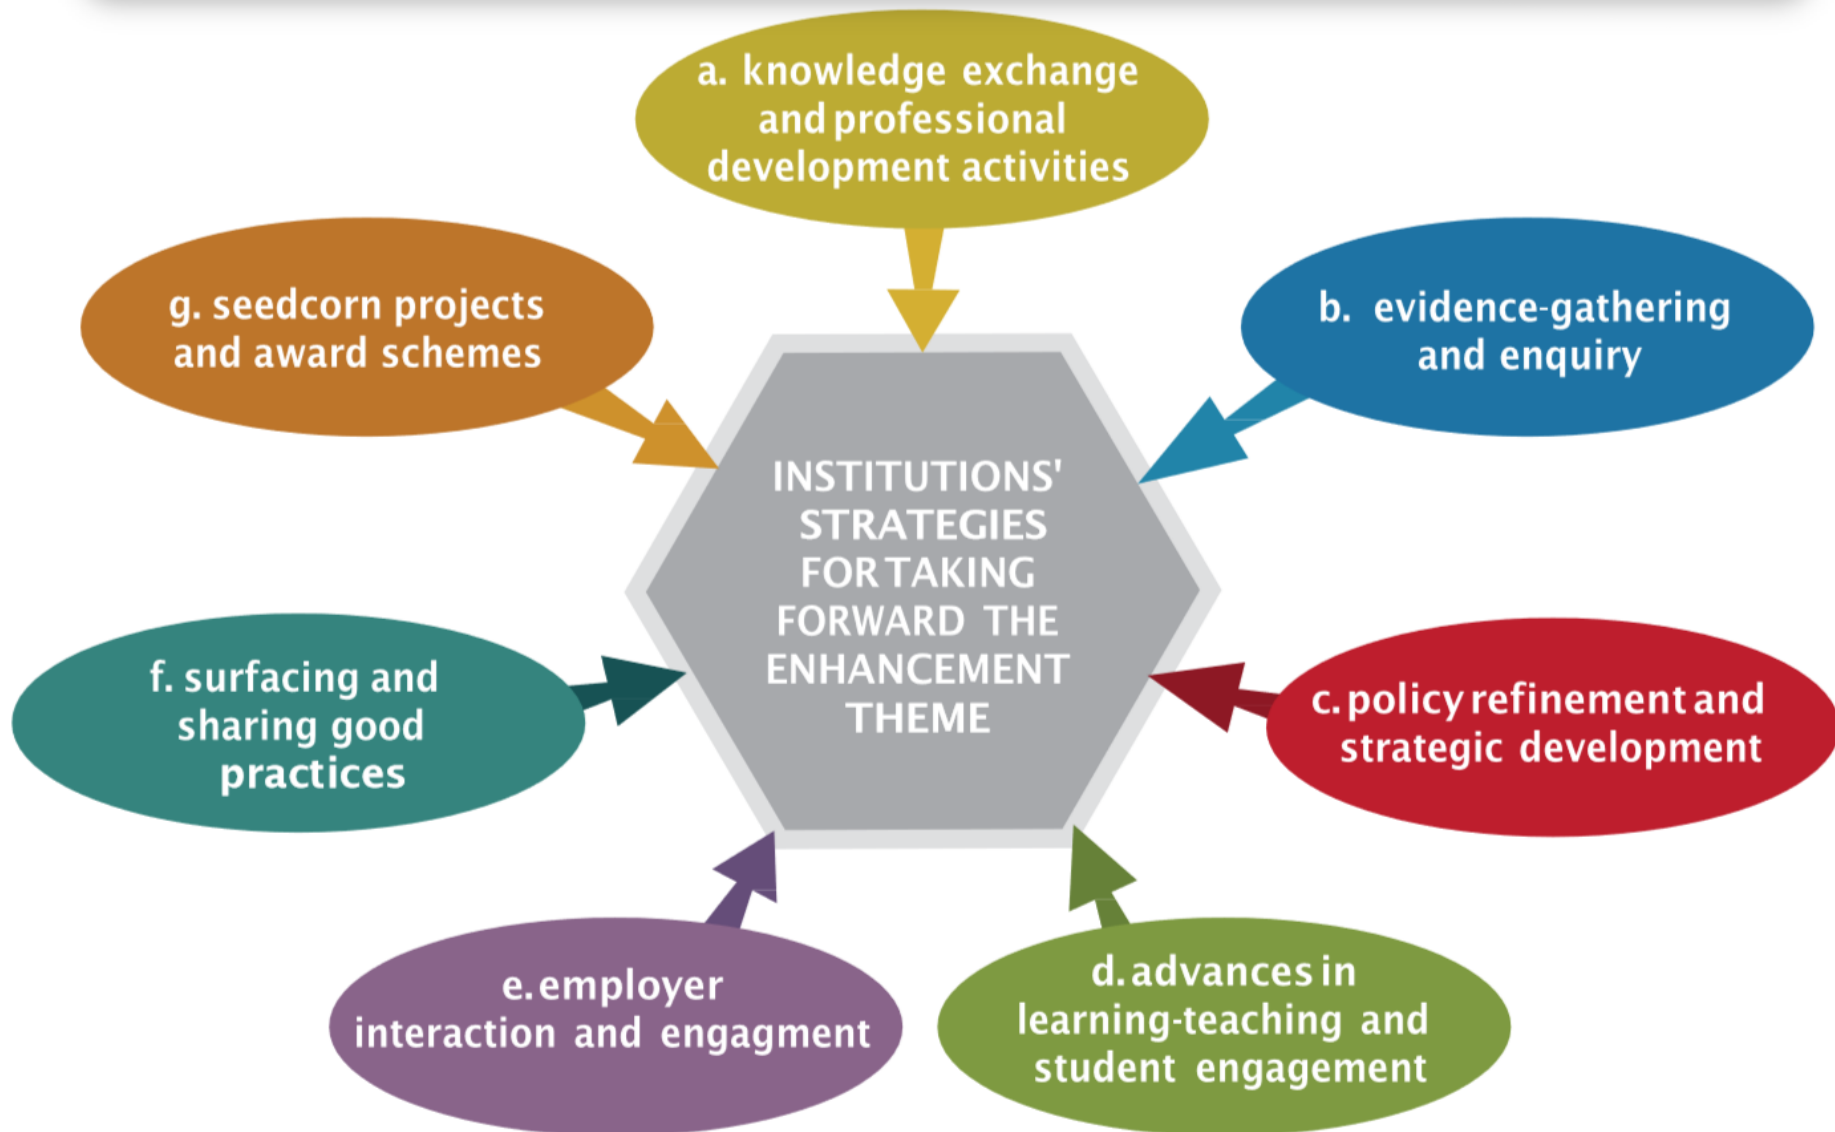 a. knowledge exchange
and professional
development activities
b. evidence-gathering
and enquiry
c. policy refinement and
strategic development
d. advances in
learning-teaching and
student engagement
e. employer
interaction and engagment
f. surfacing and
sharing good
practices
g. seedcorn projects
and award schemes
INSTITUTIONS'
STRATEGIES
FOR TAKING
FORWARD THE
ENHANCEMENT
THEME